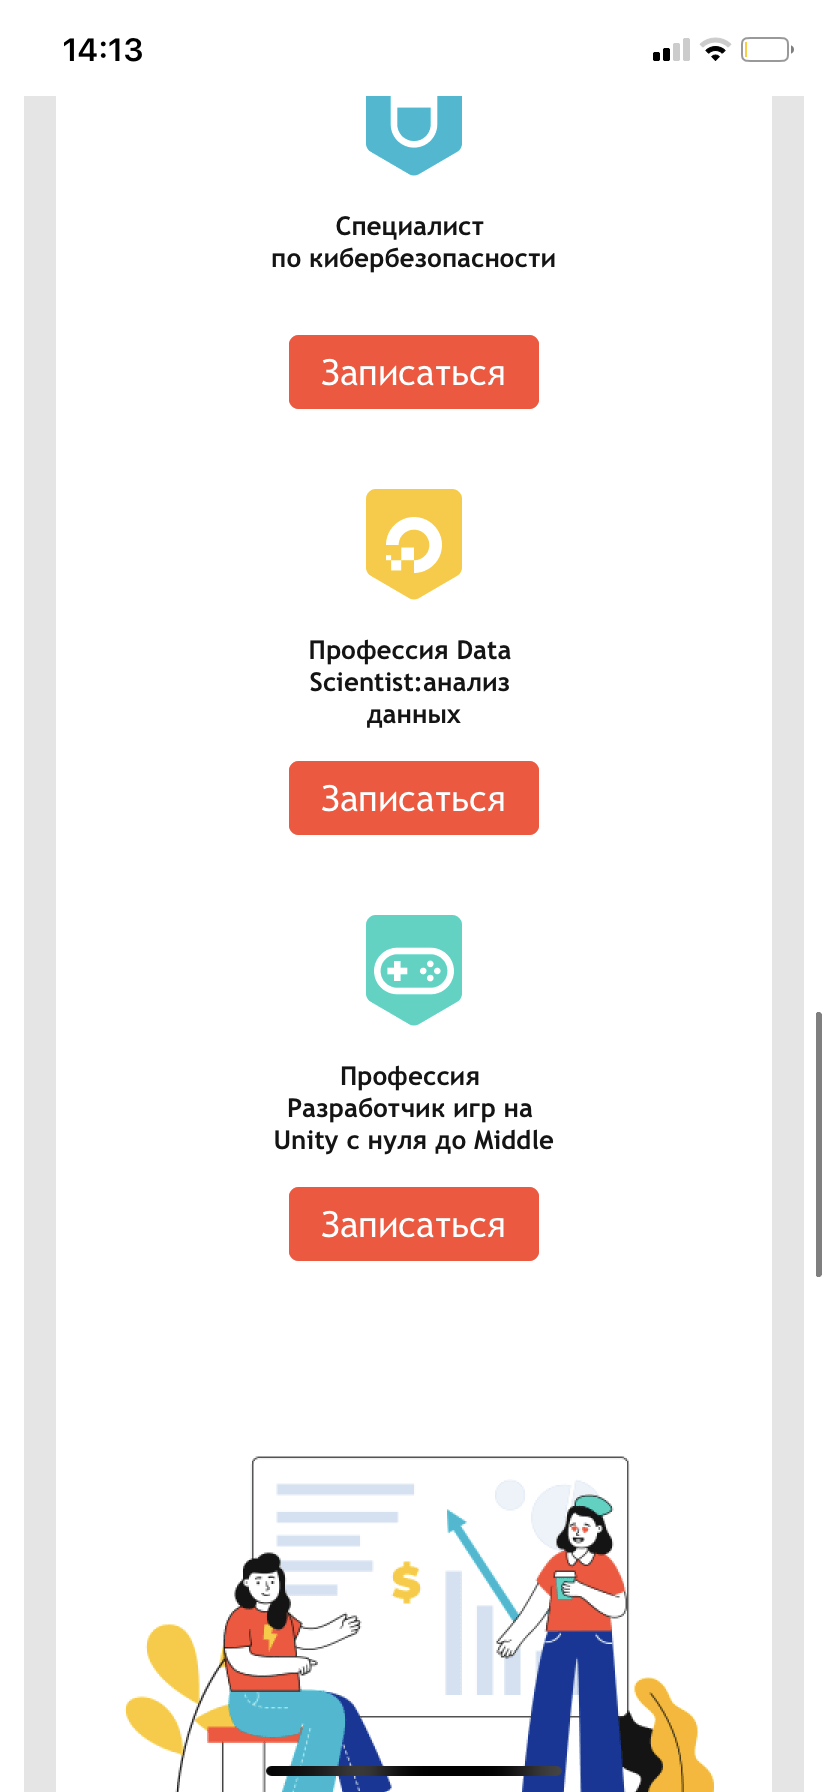 14:13
Специалист
по кибербезопасности
Записаться
Профессия Data
Scientist:анализ
данных
Записаться
Профессия
Разработчик игр на
Unity с нуля до Middle
Записаться
$